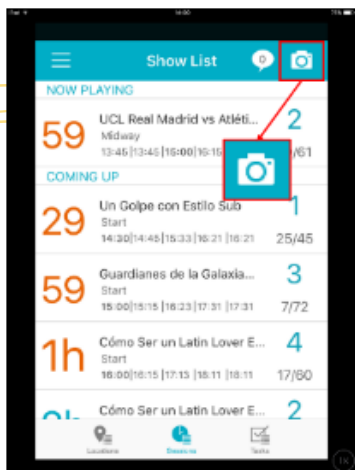 14:00
71%
Show List
0
NOW PLAYING
59
UCL Real Madrid vs Atléti...
Midway
13:45|13:45|16:00|16:15
2
/61
COMING UP
29
Un Golpe con Estilo Sub
Start
14:30|14:45|15:33|16:21|16:21
1
25/45
59
Guardianes de la Galaxia...
Start
15:00|15:15|16:23|17:31|17:31
3
7/72
1h
Cómo Ser un Latin Lover E...
Start
16:00|16:15|17:13|18:11|18:11
4
17/60
Cómo Ser un Latin Lover E...
2
Locations
Sessions
Tasks